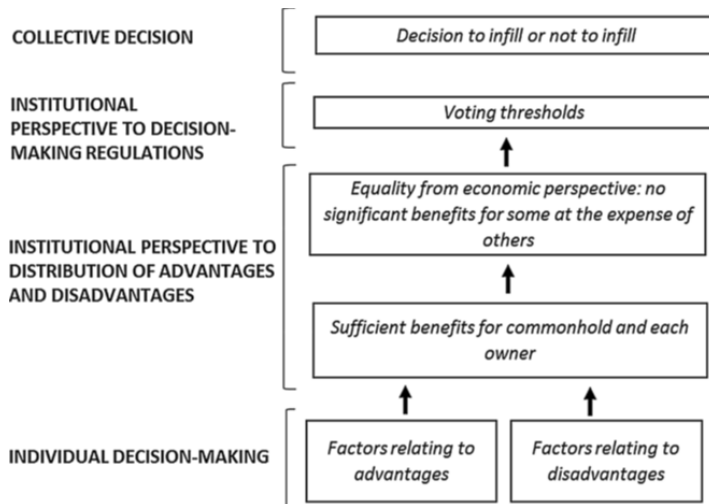 COLLECTIVE DECISION
Decision to infill or not to infill
INSTITUTIONAL
PERSPECTIVE TO DECISION-
MAKING REGULATIONS
Voting thresholds
INSTITUTIONAL PERSPECTIVE TO
DISTRIBUTION OF ADVANTAGES
AND DISADVANTAGES
Equality from economic perspective: no
significant benefits for some at the expense of
others
Sufficient benefits for commonhold and each
owner
INDIVIDUAL DECISION-MAKING
Factors relating to
advantages
Factors relating to
disadvantages